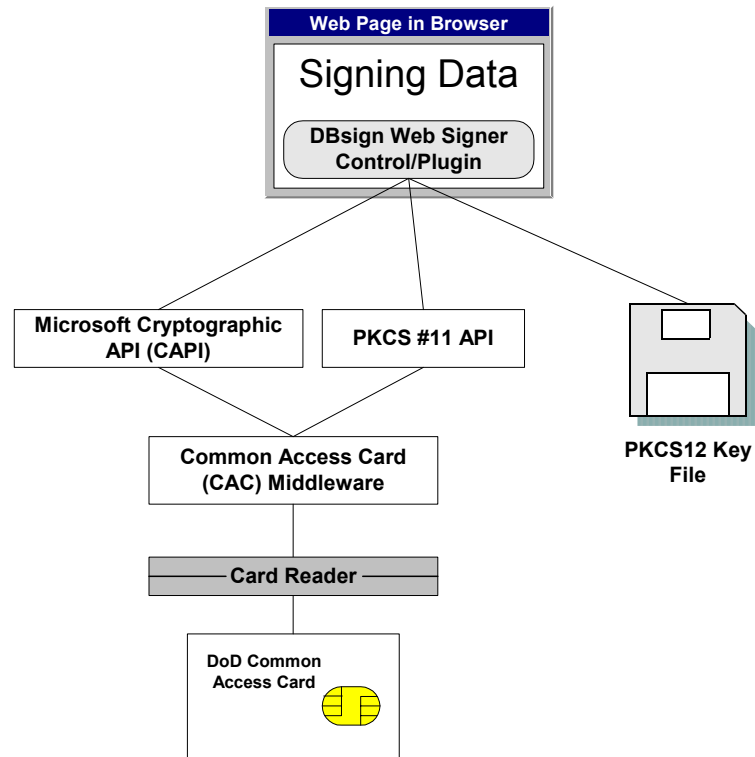 Web Page in Browser
Signing Data
DBsign Web Signer
Control/Plugin
Microsoft Cryptographic
API (CAPI)
PKCS #11 API
PKCS12 Key
File
Common Access Card
(CAC) Middleware
Card Reader
DoD Common
Access Card